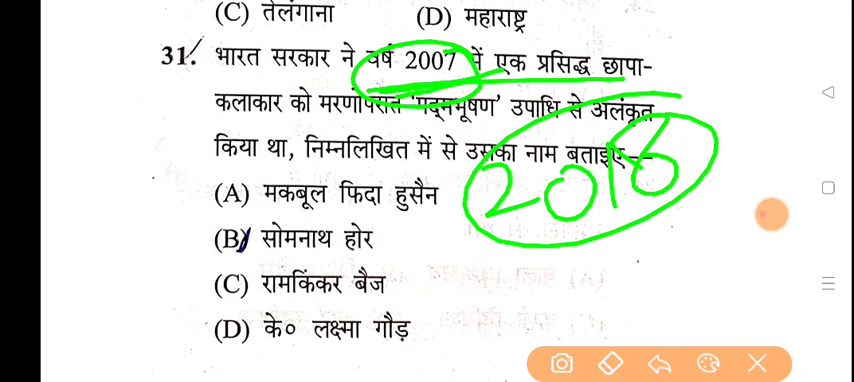 (C) तेलंगाना (D) महाराष्ट्र
31. भारत सरकार ने वर्ष 2007 में एक प्रसिद्ध छापा-
कलाकार को मरणोपरांत 'पद्मभूषण' उपाधि से अलंकृत
किया था, निम्नलिखित में से उसका नाम बताइए—
2016
(A) मकबूल फिदा हुसैन
(B) सोमनाथ होर
(C) रामकिंकर बैज
(D) के० लक्ष्मा गौड़